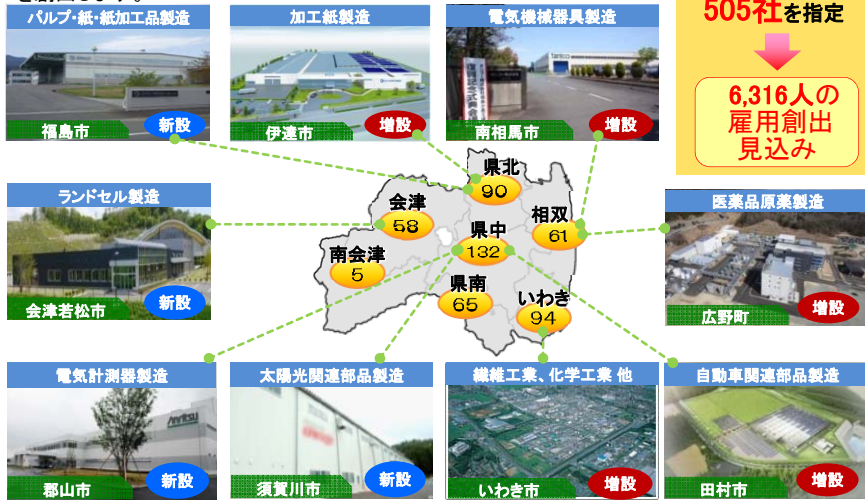 を創出します。
505社を指定
6,316人の
雇用創出
見込み
パルプ・紙・紙加工品製造
福島市
新設
加工紙製造
伊達市
増設
電気機械器具製造
南相馬市
増設
ランドセル製造
会津若松市
新設
県北
90
会津
58
相双
61
県中
132
南会津
5
県南
65
いわき
94
医薬品原薬製造
広野町
増設
電気計測器製造
Anritsu
郡山市
新設
太陽光関連部品製造
須賀川市
新設
繊維工業、化学工業 他
いわき市
増設
自動車関連部品製造
田村市
増設